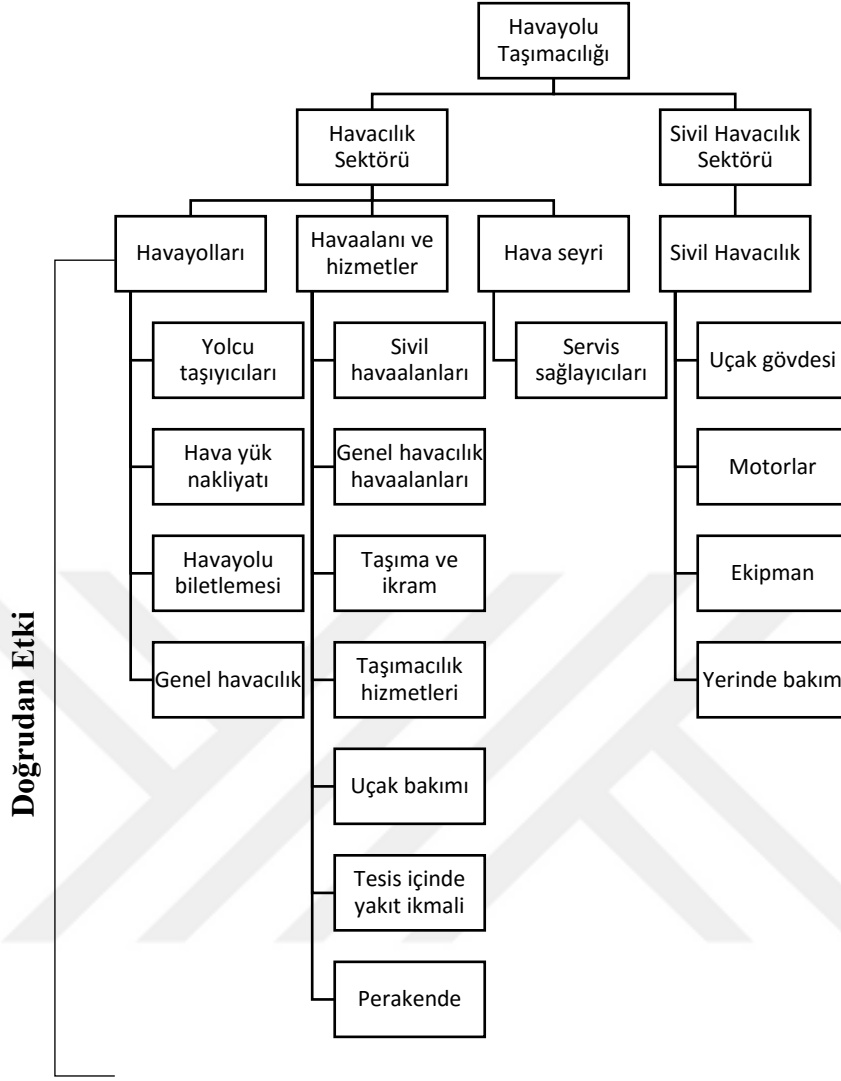 Havayolu
Taşımacılığı
Havacılık
Sektörü
Sivil Havacılık
Sektörü
Havayolları
Havaalanı ve
hizmetler
Hava seyri
Sivil Havacılık
Yolcu
taşıyıcıları
Sivil
havaalanları
Servis
sağlayıcıları
Uçak gövdesi
Hava yük
nakliyatı
Genel havacılık
havaalanları
Motorlar
Havayolu
biletlemesi
Taşıma ve
ikram
Ekipman
Genel havacılık
Taşımacılık
hizmetleri
Yerinde bakım
Uçak bakımı
Tesis içinde
yakıt ikmali
Perakende
Doğrudan Etki